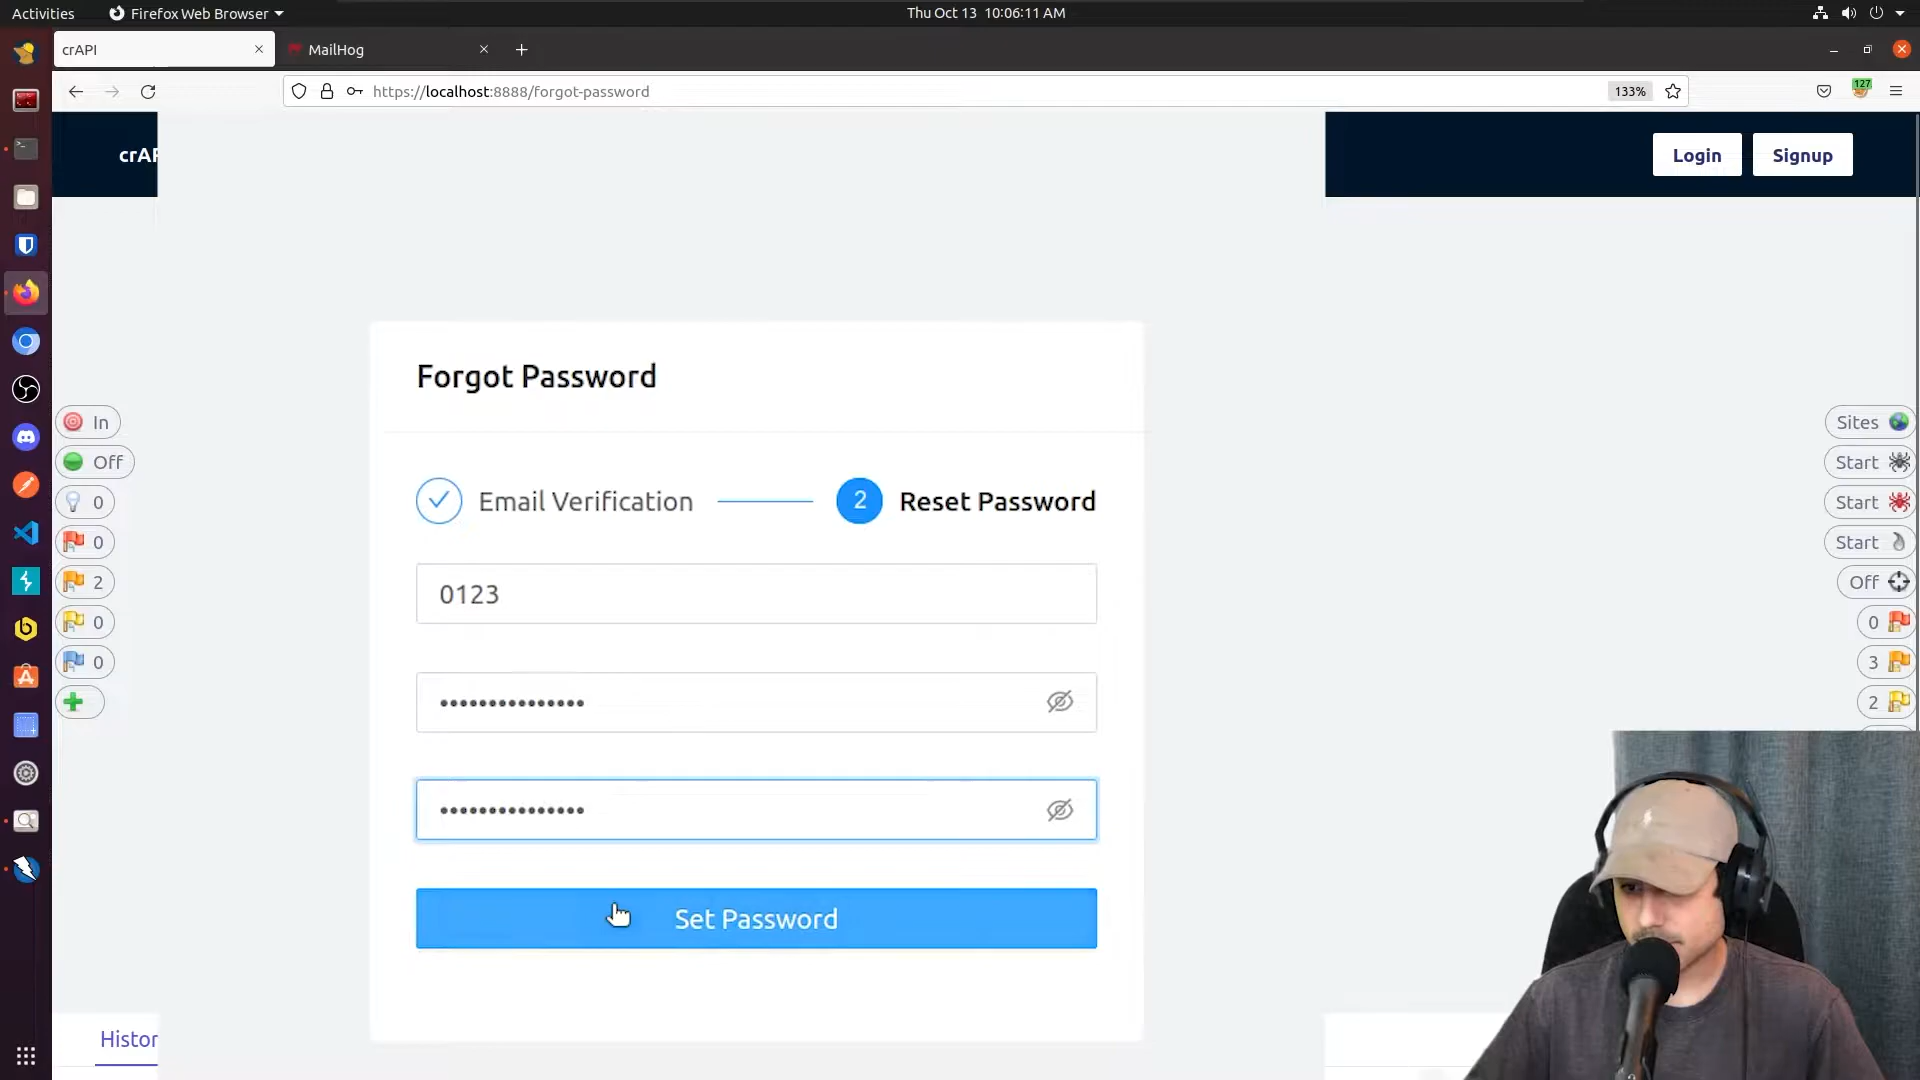 Activities
Firefox Web Browser
Thu Oct 13 10:06:11 AM
crAPI
MailHog
https://localhost:8888/forgot-password
133%
127
crAP
Login
Signup
Forgot Password
Email Verification
2
Reset Password
0123
•••••••••••••••
•••••••••••••••
Set Password
In
Off
0
0
2
0
0
Sites
Start
Start
Start
Off
0
3
2
Histor